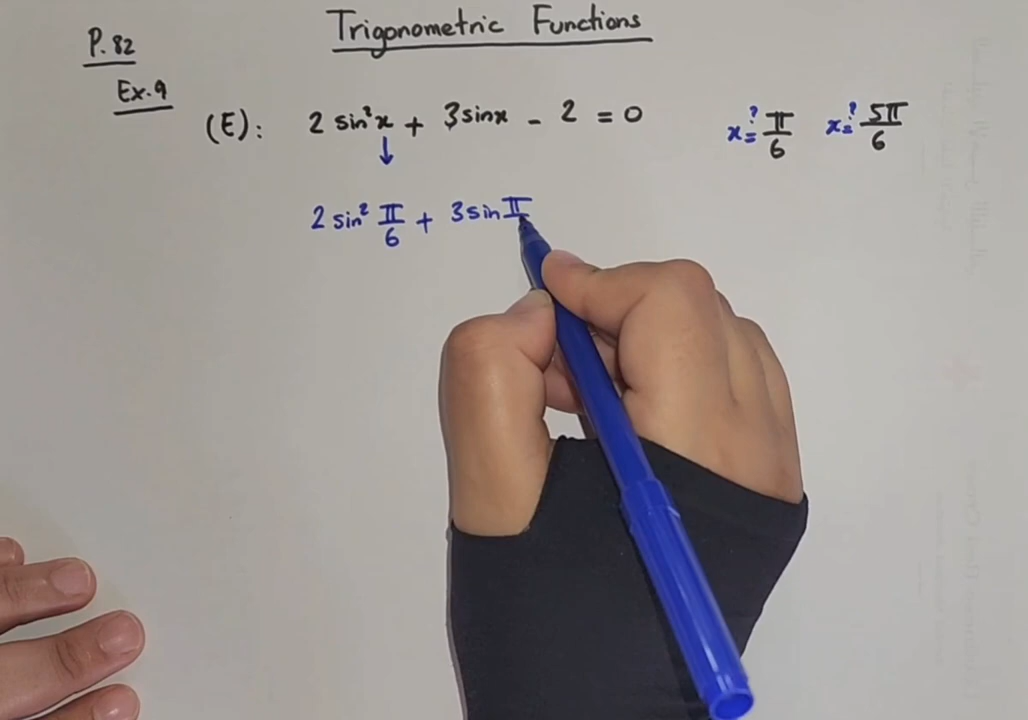 Trigonometric Functions
P.82
Ex.9
(E): 2 sin²x + 3sinx - 2 = 0 x=? π/6 x=? 5π/6
↓
2 sin² π/6 + 3 sin π